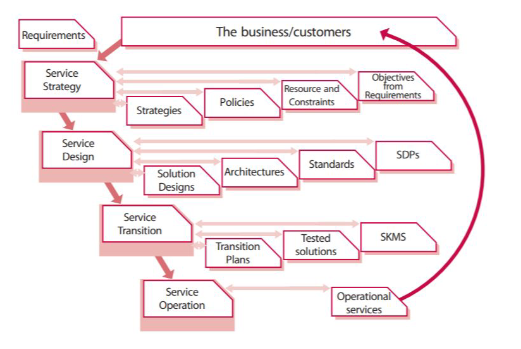 The business/customers
Requirements
Service
Strategy
Strategies
Policies
Resource and
Constraints
Objectives
from
Requirements
Service
Design
Solution
Designs
Architectures
Standards
SDPs
Service
Transition
Transition
Plans
Tested
solutions
SKMS
Service
Operation
Operational
services